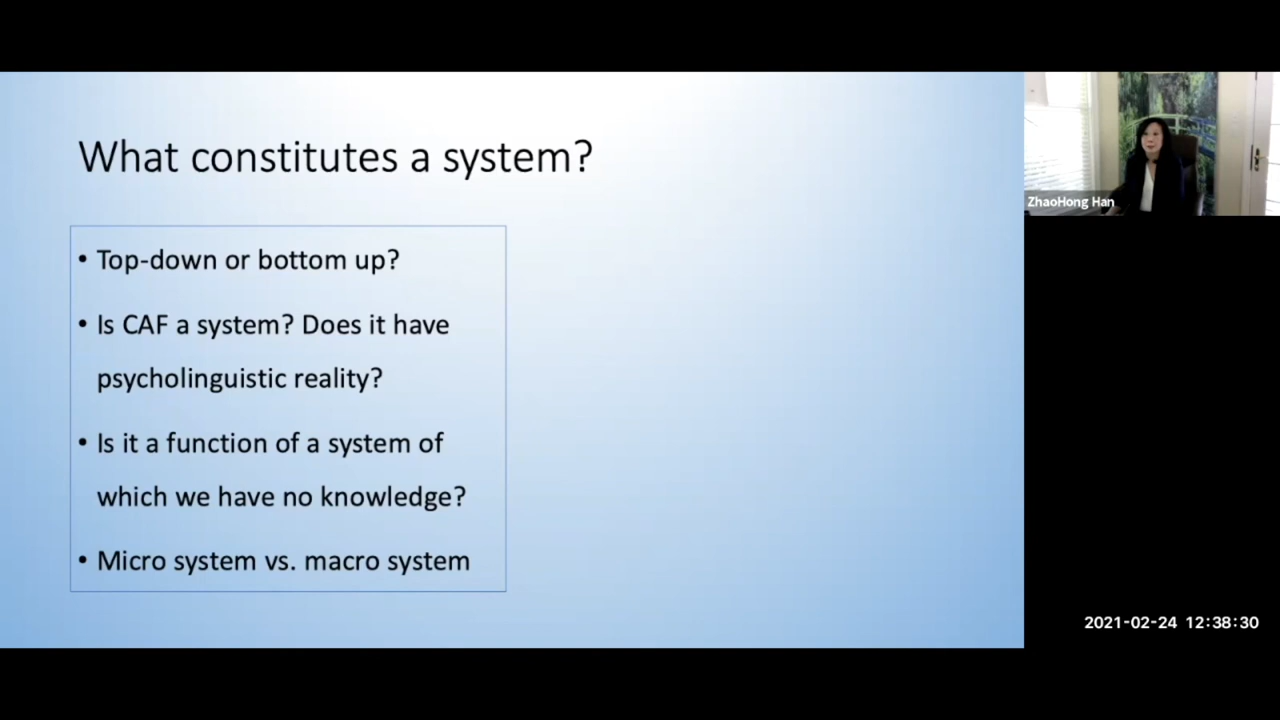 What constitutes a system?
• Top-down or bottom up?
• Is CAF a system? Does it have
psycholinguistic reality?
• Is it a function of a system of
which we have no knowledge?
• Micro system vs. macro system
ZhaoHong Han
2021-02-24 12:38:30